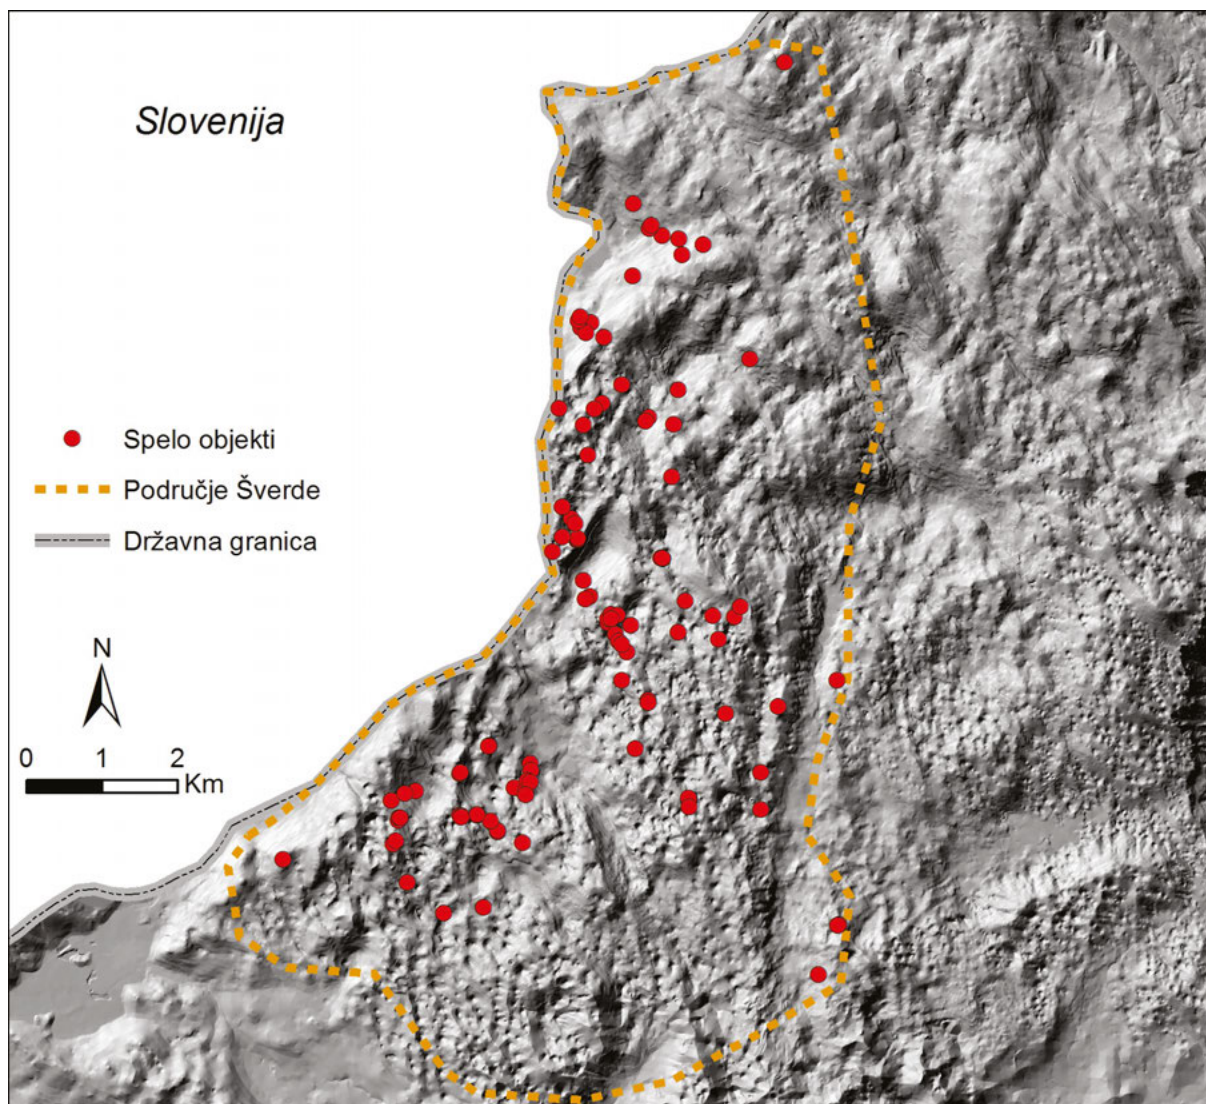 Slovenija
Spelo objekti
Područje Šverde
Državna granica
N
0 1 2
Km